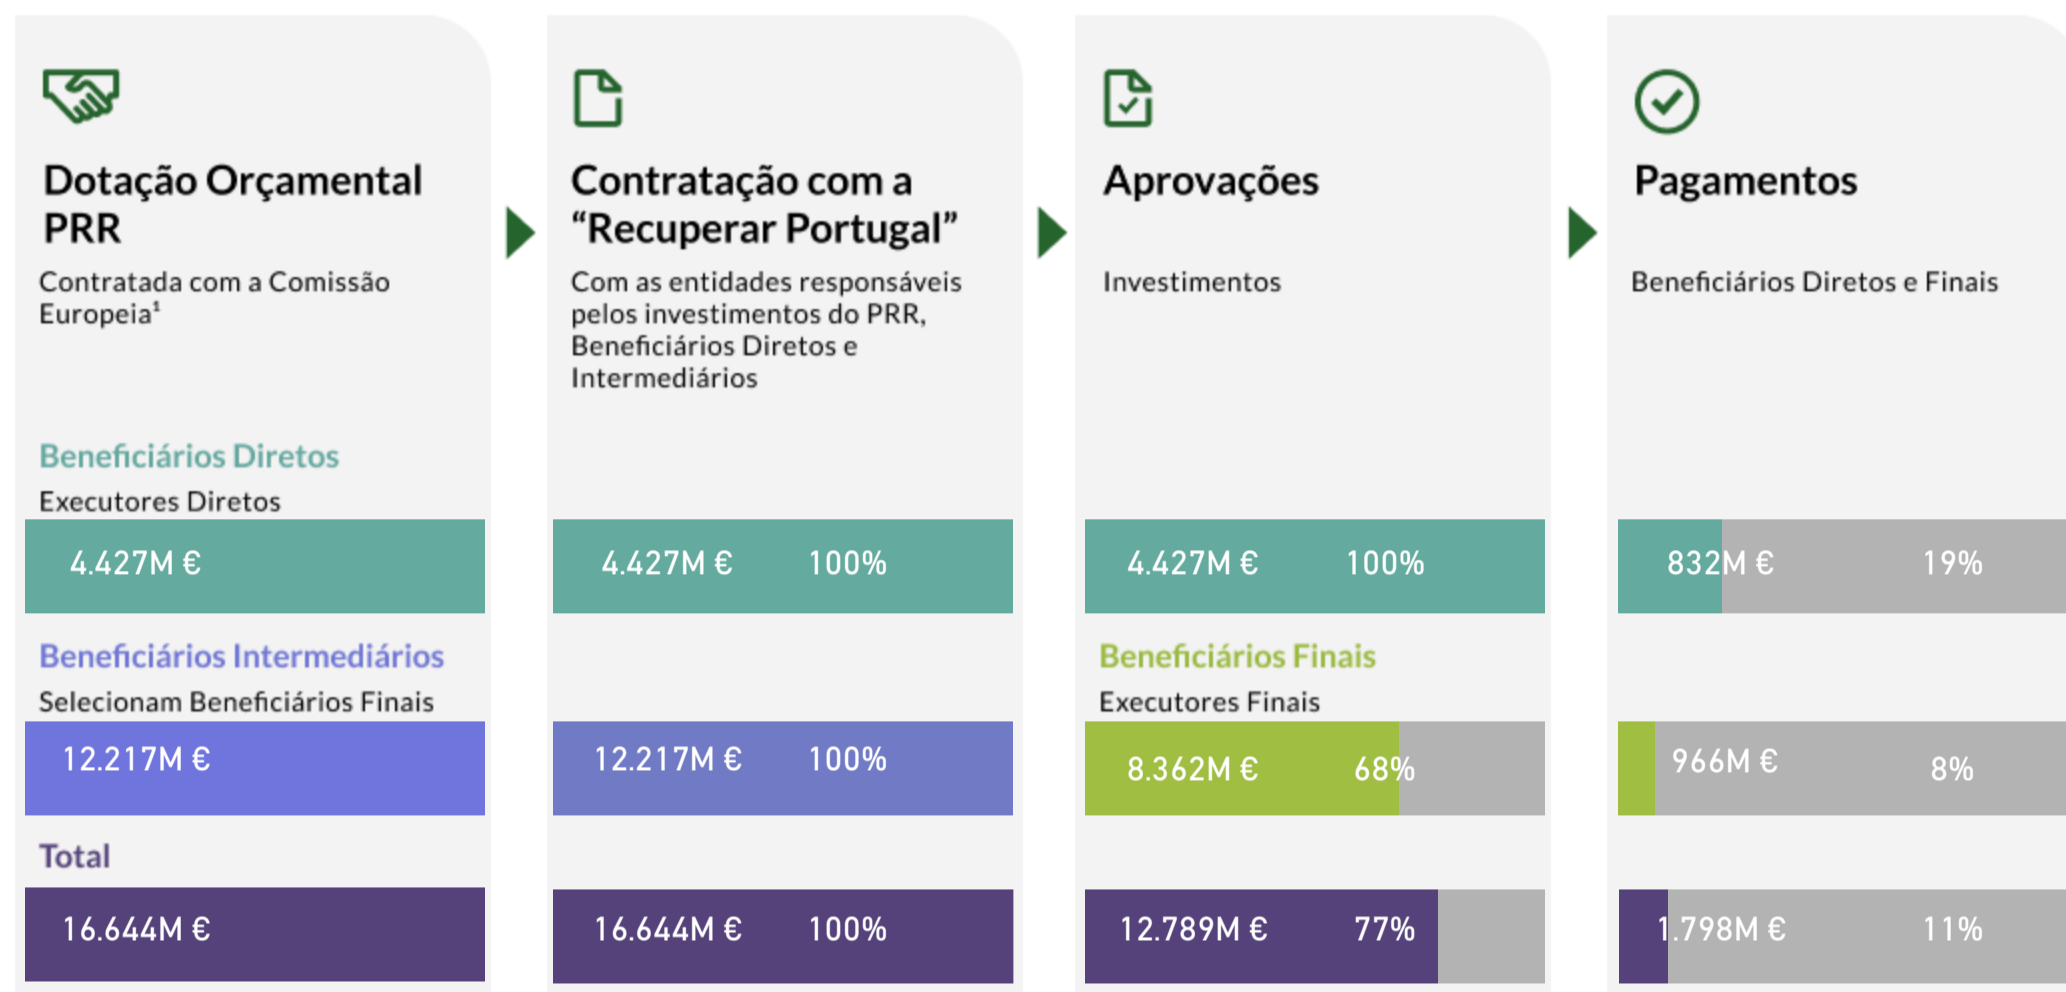 Dotação Orçamental
PRR
Contratada com a Comissão
Europeia¹
Contratação com a
“Recuperar Portugal”
Com as entidades responsáveis
pelos investimentos do PRR,
Beneficiários Diretos e
Intermediários
Aprovações
Investimentos
Pagamentos
Beneficiários Diretos e Finais
Beneficiários Diretos
Executores Diretos
4.427M €
4.427M € 100%
4.427M € 100%
832M € 19%
Beneficiários Intermediários
Selecionam Beneficiários Finais
Beneficiários Finais
Executores Finais
12.217M €
12.217M € 100%
8.362M € 68%
966M € 8%
Total
16.644M €
16.644M € 100%
12.789M € 77%
1.798M € 11%